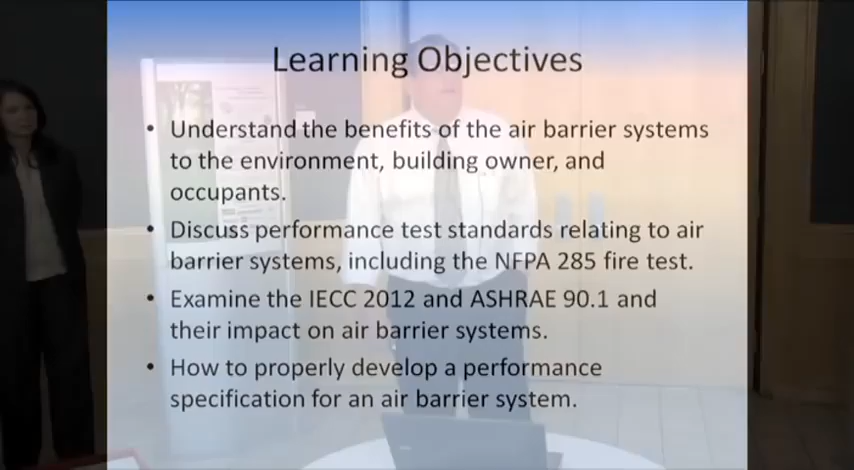 Learning Objectives
• Understand the benefits of the air barrier systems
to the environment, building owner, and
occupants.
• Discuss performance test standards relating to air
barrier systems, including the NFPA 285 fire test.
• Examine the IECC 2012 and ASHRAE 90.1 and
their impact on air barrier systems.
• How to properly develop a performance
specification for an air barrier system.